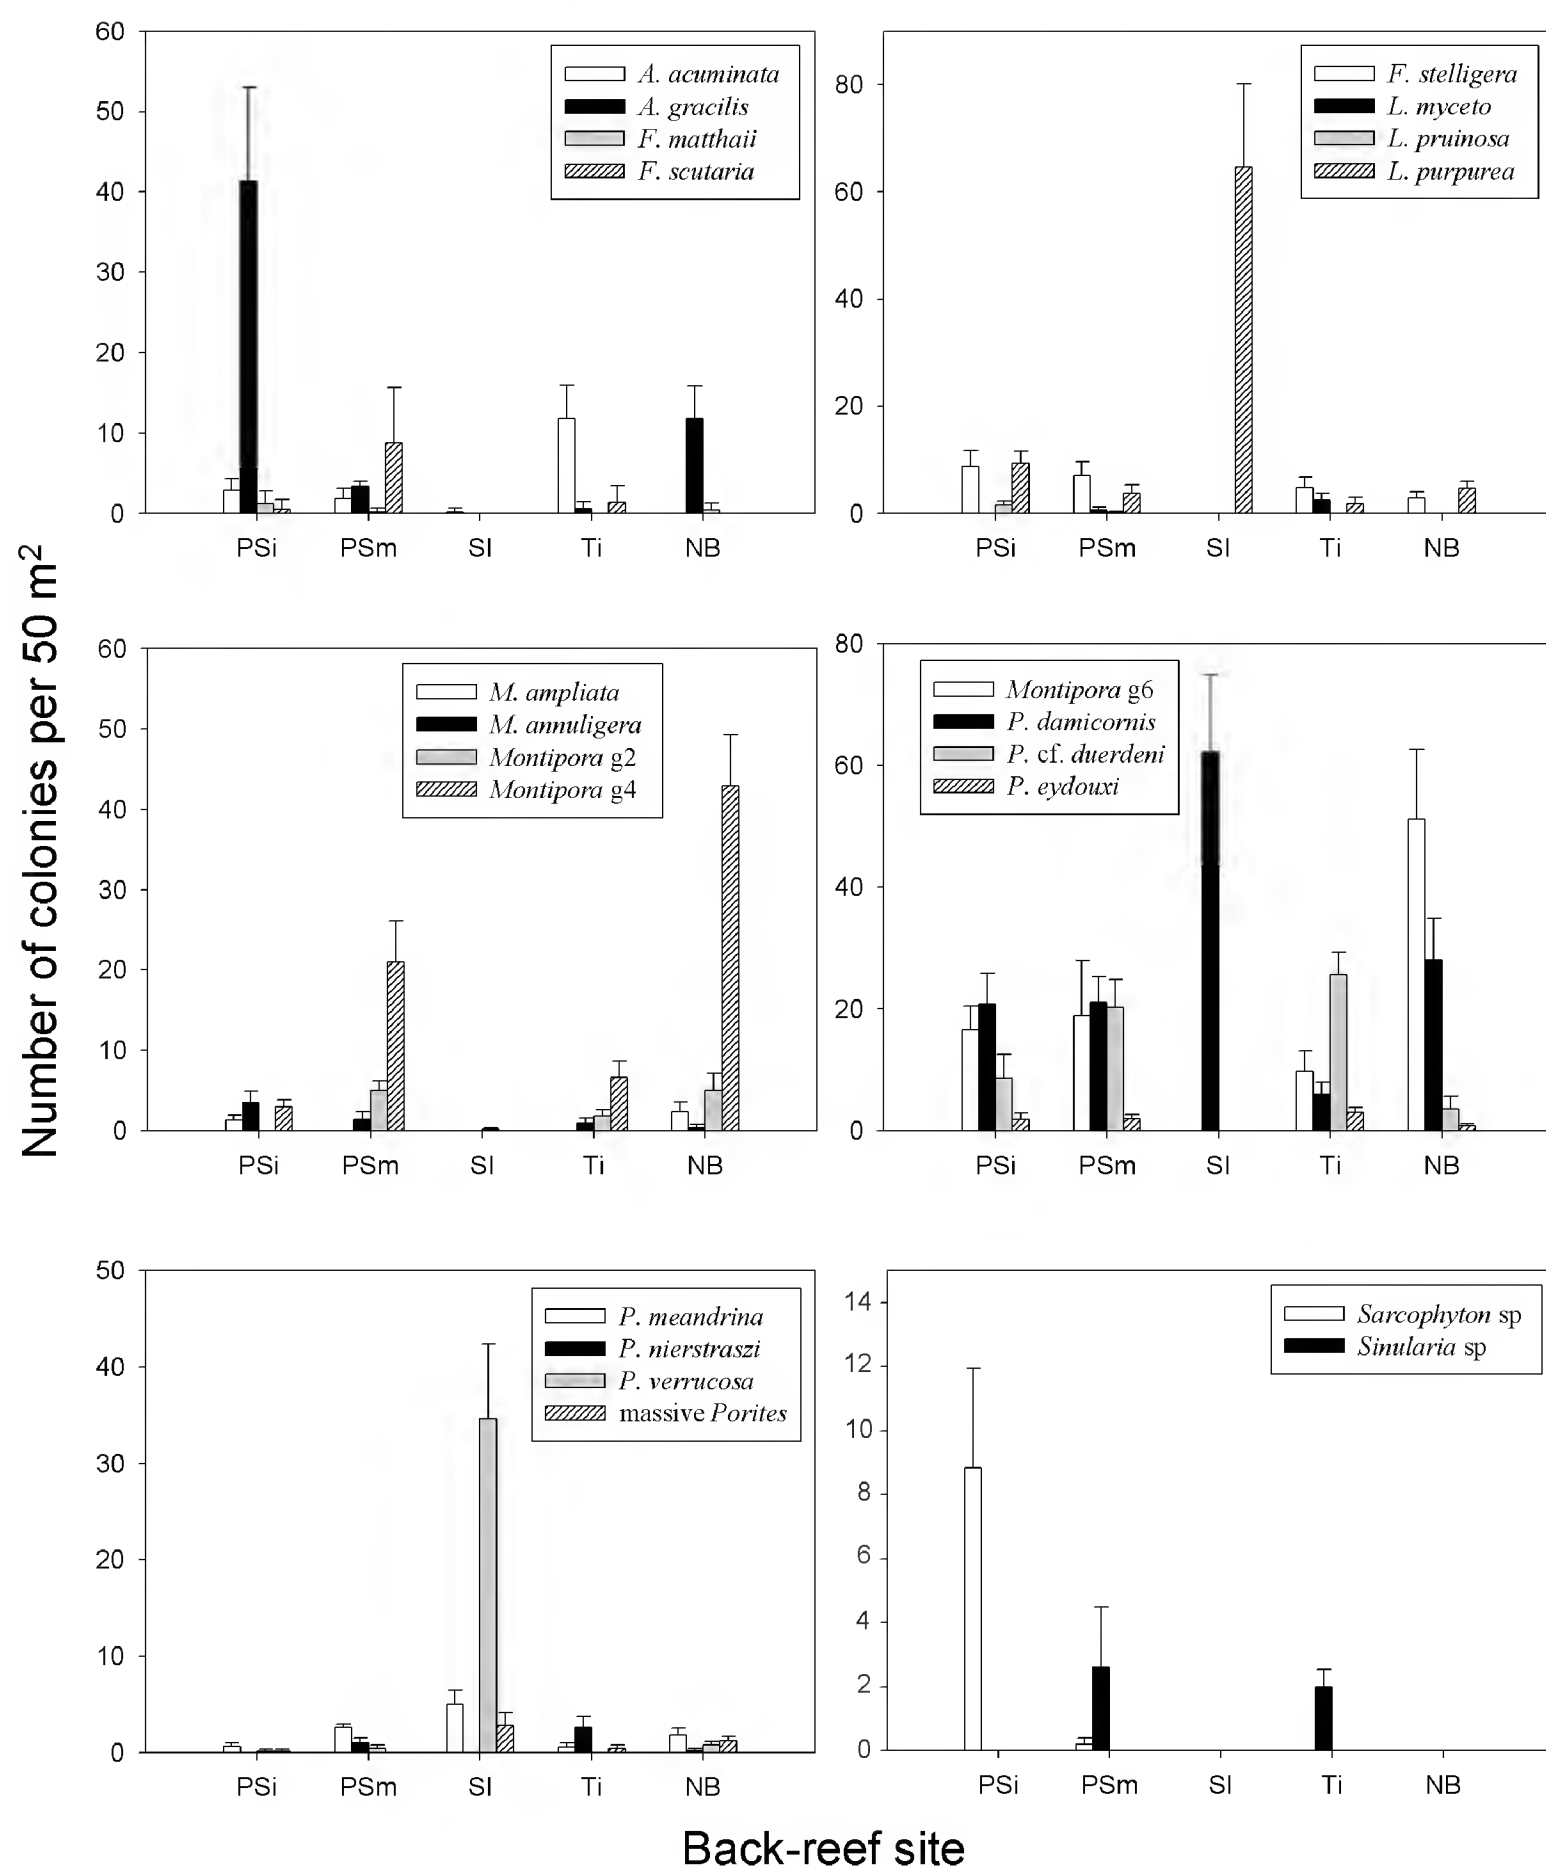 Number of colonies per 50 m²
60
50
40
30
20
10
0
A. acuminata
A. gracilis
F. matthaii
F. scutaria
PSi PSm SI Ti NB
80
60
40
20
0
F. stelligera
L. myceto
L. pruinosa
L. purpurea
PSi PSm SI Ti NB
60
50
40
30
20
10
0
M. ampliata
M. annuligera
Montipora g2
Montipora g4
PSi PSm SI Ti NB
80
60
40
20
0
Montipora g6
P. damicornis
P. cf. duerdeni
P. eydouxi
PSi PSm SI Ti NB
50
40
30
20
10
0
P. meandrina
P. nierstraszi
P. verrucosa
massive Porites
PSi PSm SI Ti NB
14
12
10
8
6
4
2
0
Sarcophyton sp
Sinularia sp
PSi PSm SI Ti NB
Back-reef site